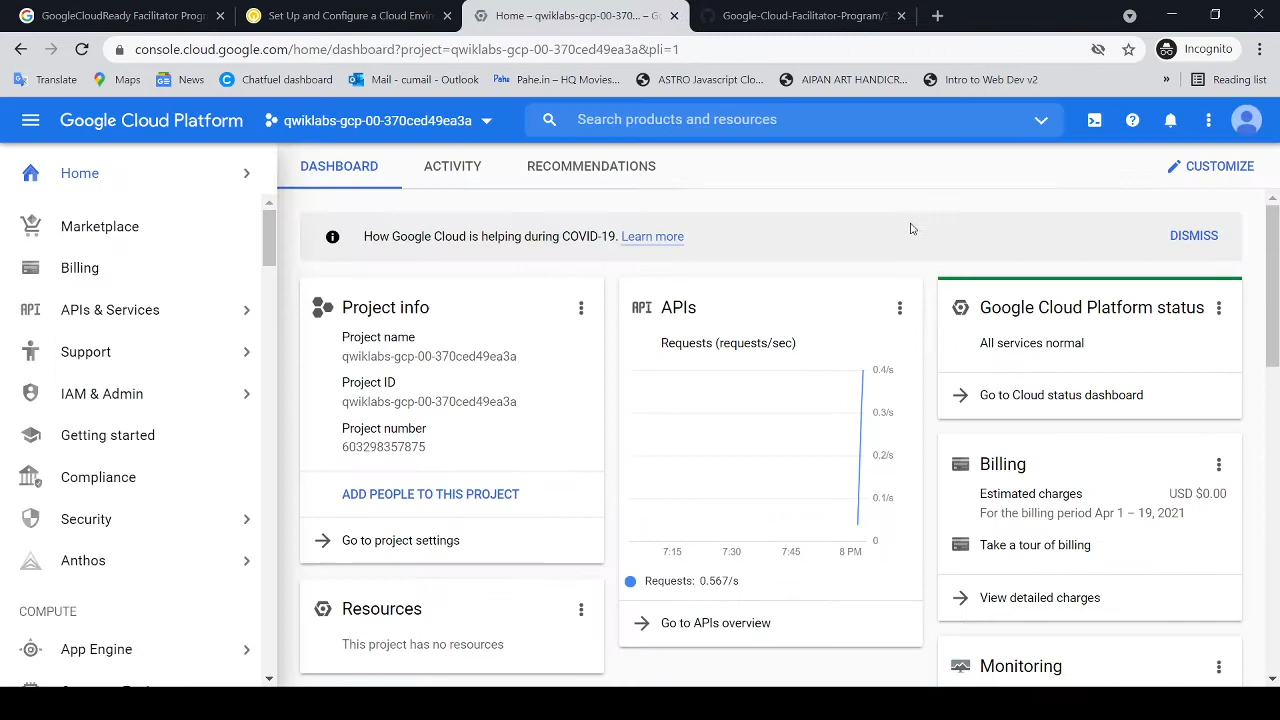 GoogleCloudReady Facilitator Progra
Set Up and Configure a Cloud Envir
Home – qwiklabs-gcp-00-370... – Go
Google-Cloud-Facilitator-Program/S
console.cloud.google.com/home/dashboard?project=qwiklabs-gcp-00-370ced49ea3a&pli=1
Incognito
Translate
Maps
News
Chatfuel dashboard
Mail - cumail - Outlook
Pahe Pahe.in – HQ Movies...
ASTRO Javascript Clo...
AIPAN ART HANDICR...
Intro to Web Dev v2
»
Reading list
Google Cloud Platform
qwiklabs-gcp-00-370ced49ea3a
Search products and resources
Home
Marketplace
Billing
API APIs & Services
Support
IAM & Admin
Getting started
Compliance
Security
Anthos
COMPUTE
App Engine
DASHBOARD
ACTIVITY
RECOMMENDATIONS
CUSTOMIZE
How Google Cloud is helping during COVID-19. Learn more
DISMISS
Project info
Project name
qwiklabs-gcp-00-370ced49ea3a
Project ID
qwiklabs-gcp-00-370ced49ea3a
Project number
603298357875
ADD PEOPLE TO THIS PROJECT
Go to project settings
Resources
This project has no resources
API APIs
Requests (requests/sec)
0.4/s
0.3/s
0.2/s
0.1/s
0
7:15 7:30 7:45 8 PM
Requests: 0.567/s
Go to APIs overview
Google Cloud Platform status
All services normal
Go to Cloud status dashboard
Billing
Estimated charges USD $0.00
For the billing period Apr 1 – 19, 2021
Take a tour of billing
View detailed charges
Monitoring